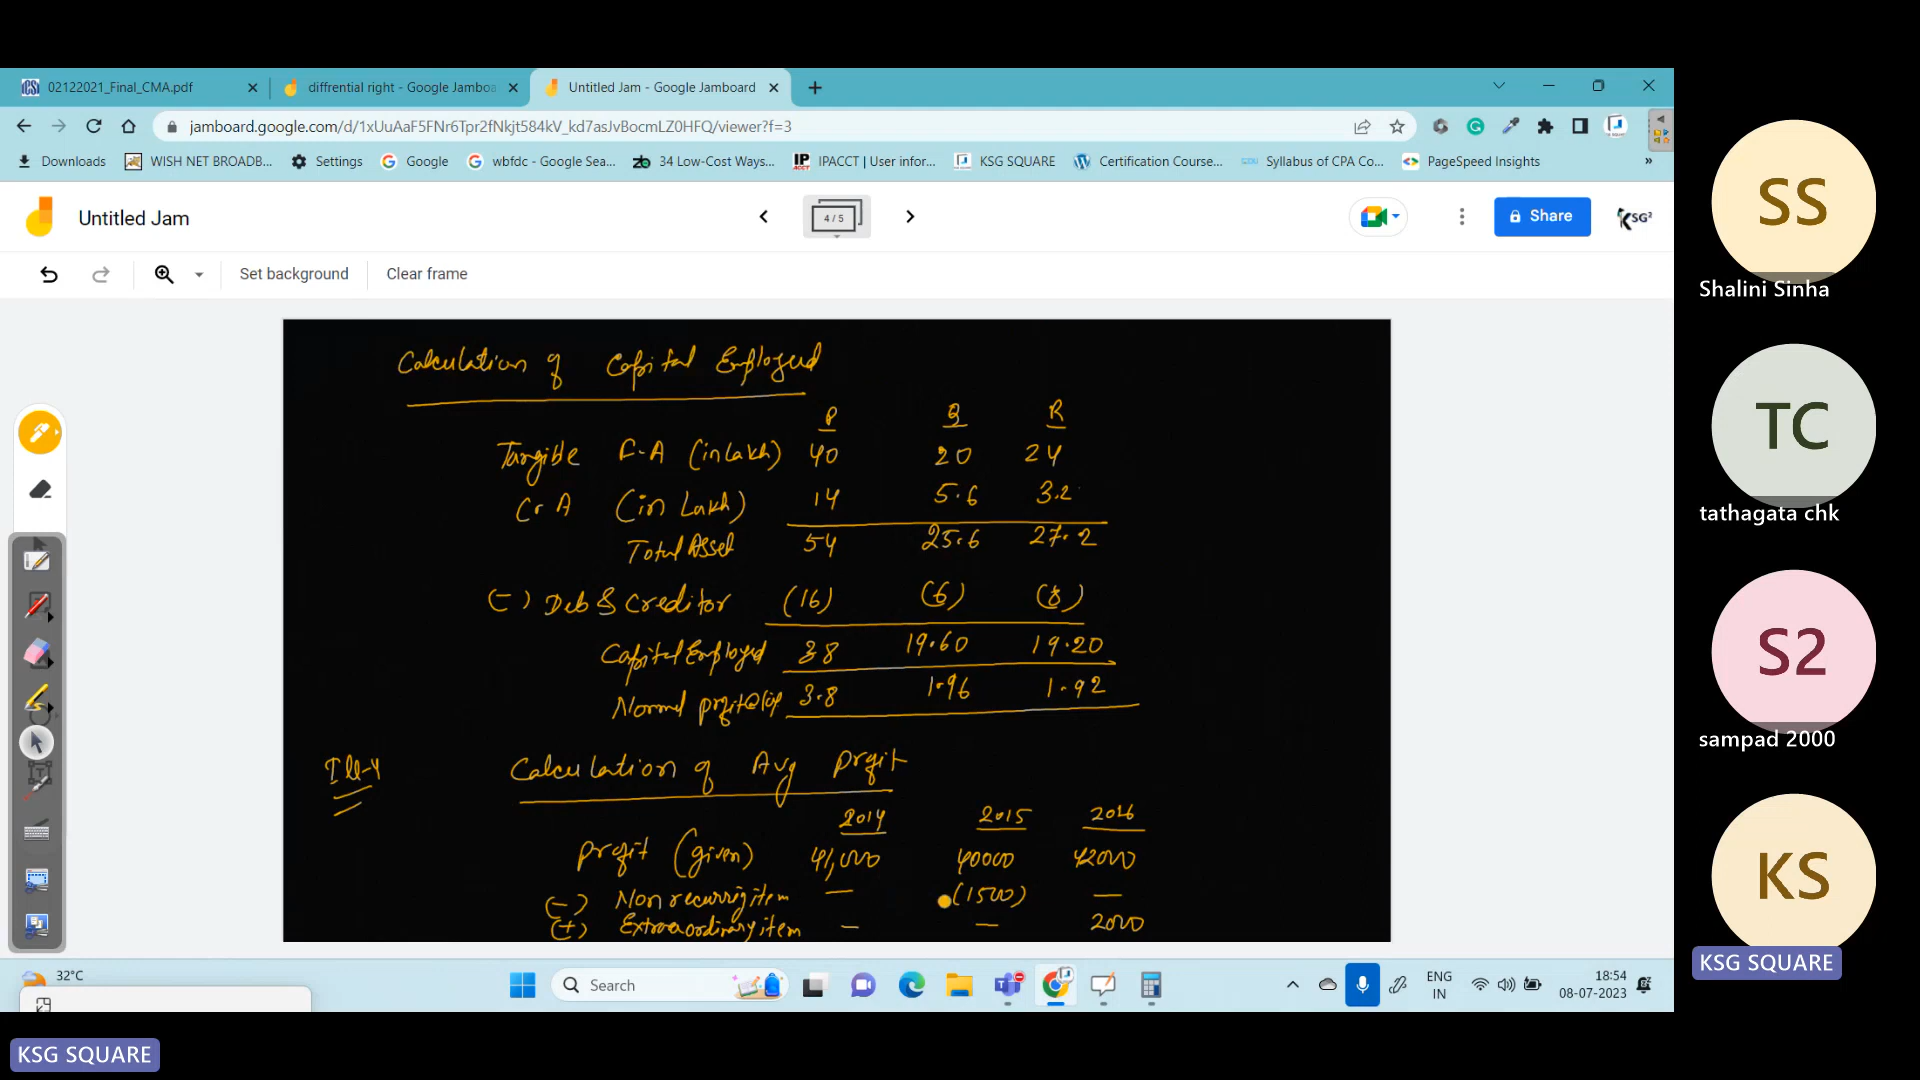 02122021_Final_CMA.pdf
diffrential right - Google Jamboa
Untitled Jam - Google Jamboard
jamboard.google.com/d/1xUuAaF5FNr6Tpr2fNkjt584kV_kd7asJvBocmLZ0HFQ/viewer?f=3
Downloads WISH NET BROADB... Settings Google wbfdc - Google Sea... 34 Low-Cost Ways... IPACCT | User infor... KSG SQUARE Certification Course... Syllabus of CPA Co... PageSpeed Insights »
Untitled Jam 4 / 5 Share KSG²
Set background Clear frame
Calculation of Capital Employed
P Q R
Tangible F.A (in lakh) 40 20 24
Cr A (in Lakh) 14 5.6 3.2
Total Asset 54 25.6 27.2
(-) Deb & Creditor (16) (6) (8)
Capital Employed 38 19.60 19.20
Normal profit@10% 3.8 1.96 1.92
Ill-4 Calculation of Avg Profit
2014 2015 2016
Profit (given) 41,000 40000 42000
(-) Non recurring item — (1500) —
(+) Extraordinary item — — 2000
32°C
Search
ENG
IN
18:54
08-07-2023
SS
Shalini Sinha
TC
tathagata chk
S2
sampad 2000
KS
KSG SQUARE
KSG SQUARE